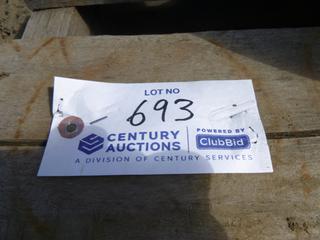 LOT NO
693
CENTURY AUCTIONS
POWERED BY
ClubBid
A DIVISION OF CENTURY SERVICES